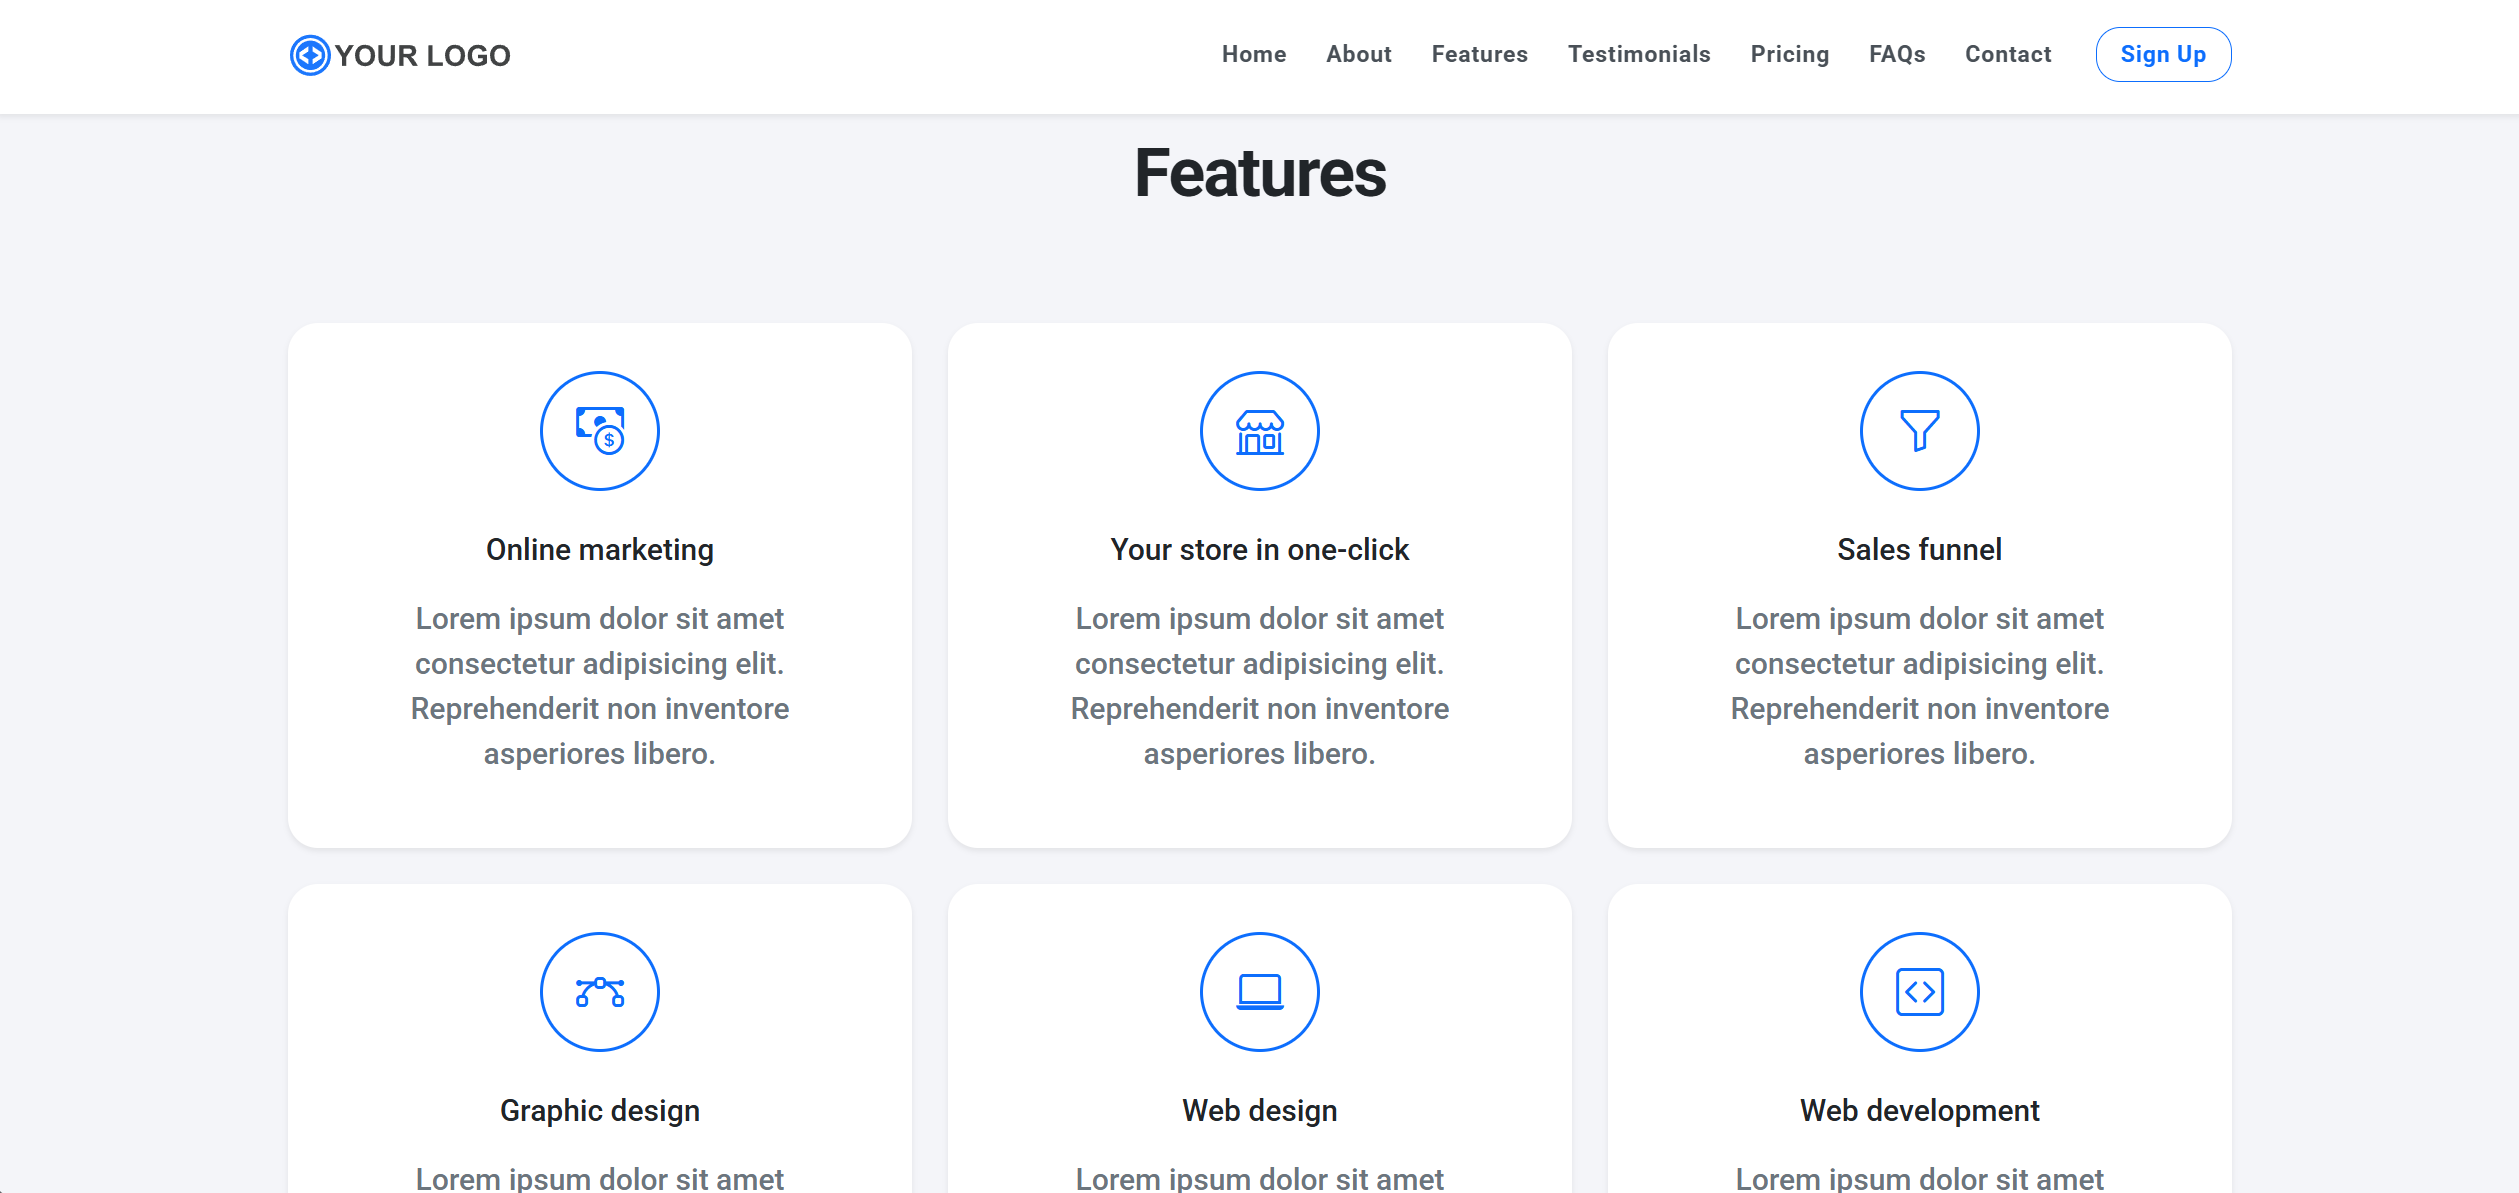 YOUR LOGO
Home About Features Testimonials Pricing FAQs Contact Sign Up
Features
$
Online marketing
Lorem ipsum dolor sit amet
consectetur adipisicing elit.
Reprehenderit non inventore
asperiores libero.
Your store in one-click
Lorem ipsum dolor sit amet
consectetur adipisicing elit.
Reprehenderit non inventore
asperiores libero.
Sales funnel
Lorem ipsum dolor sit amet
consectetur adipisicing elit.
Reprehenderit non inventore
asperiores libero.
Graphic design
Lorem ipsum dolor sit amet
Web design
Lorem ipsum dolor sit amet
Web development
Lorem ipsum dolor sit amet